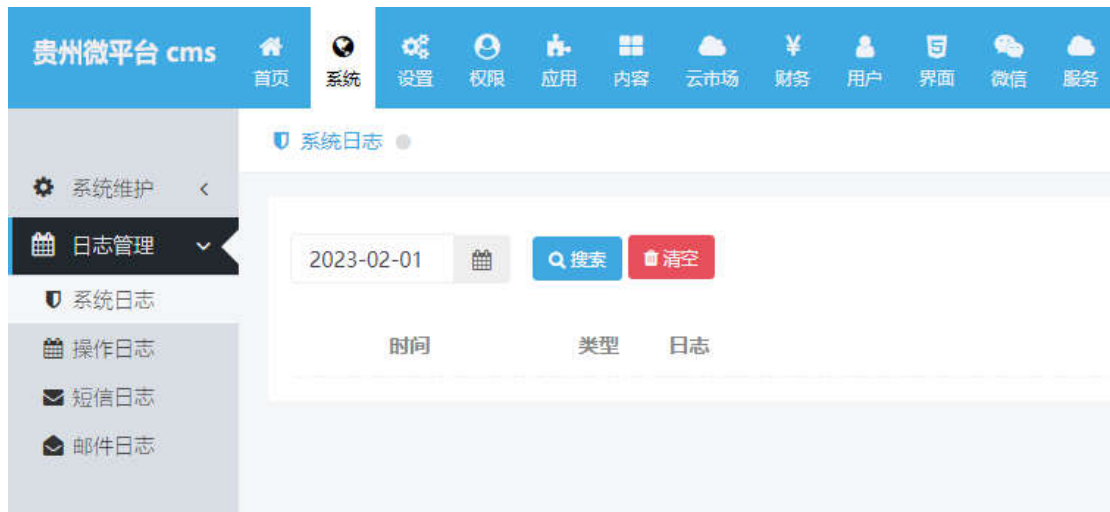 贵州微平台 cms
首页 系统 设置 权限 应用 内容 云市场 财务 用户 界面 微信 服务
系统日志
系统维护
日志管理
系统日志
操作日志
短信日志
邮件日志
2023-02-01 搜索 清空
时间 类型 日志